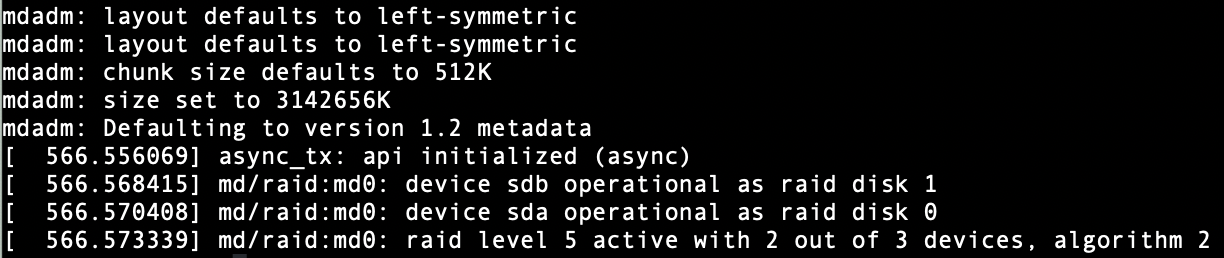 mdadm: layout defaults to left-symmetric
mdadm: layout defaults to left-symmetric
mdadm: chunk size defaults to 512K
mdadm: size set to 3142656K
mdadm: Defaulting to version 1.2 metadata
[  566.556069] async_tx: api initialized (async)
[  566.568415] md/raid:md0: device sdb operational as raid disk 1
[  566.570408] md/raid:md0: device sda operational as raid disk 0
[  566.573339] md/raid:md0: raid level 5 active with 2 out of 3 devices, algorithm 2